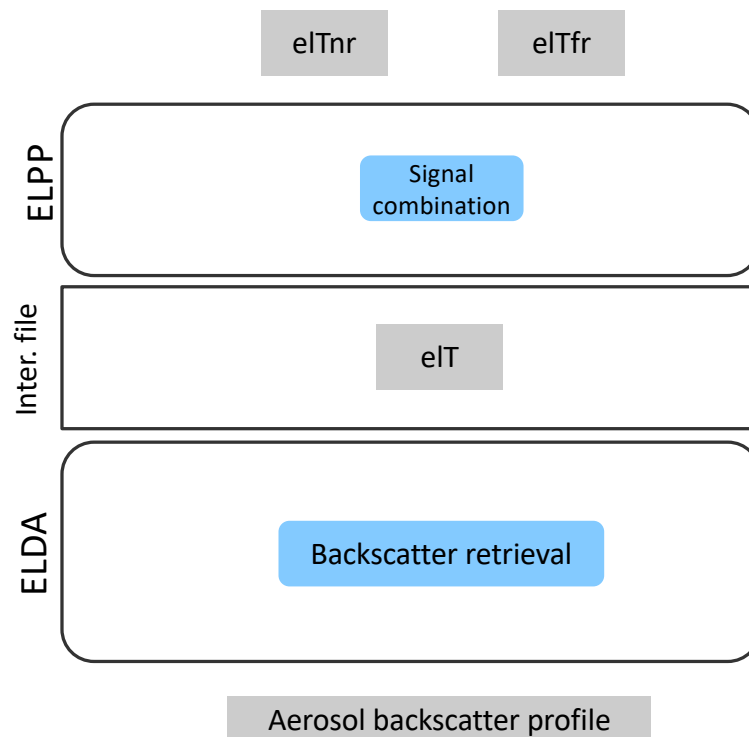 elTnr
elTfr
ELPP
Signal
combination
Inter. file
elT
ELDA
Backscatter retrieval
Aerosol backscatter profile